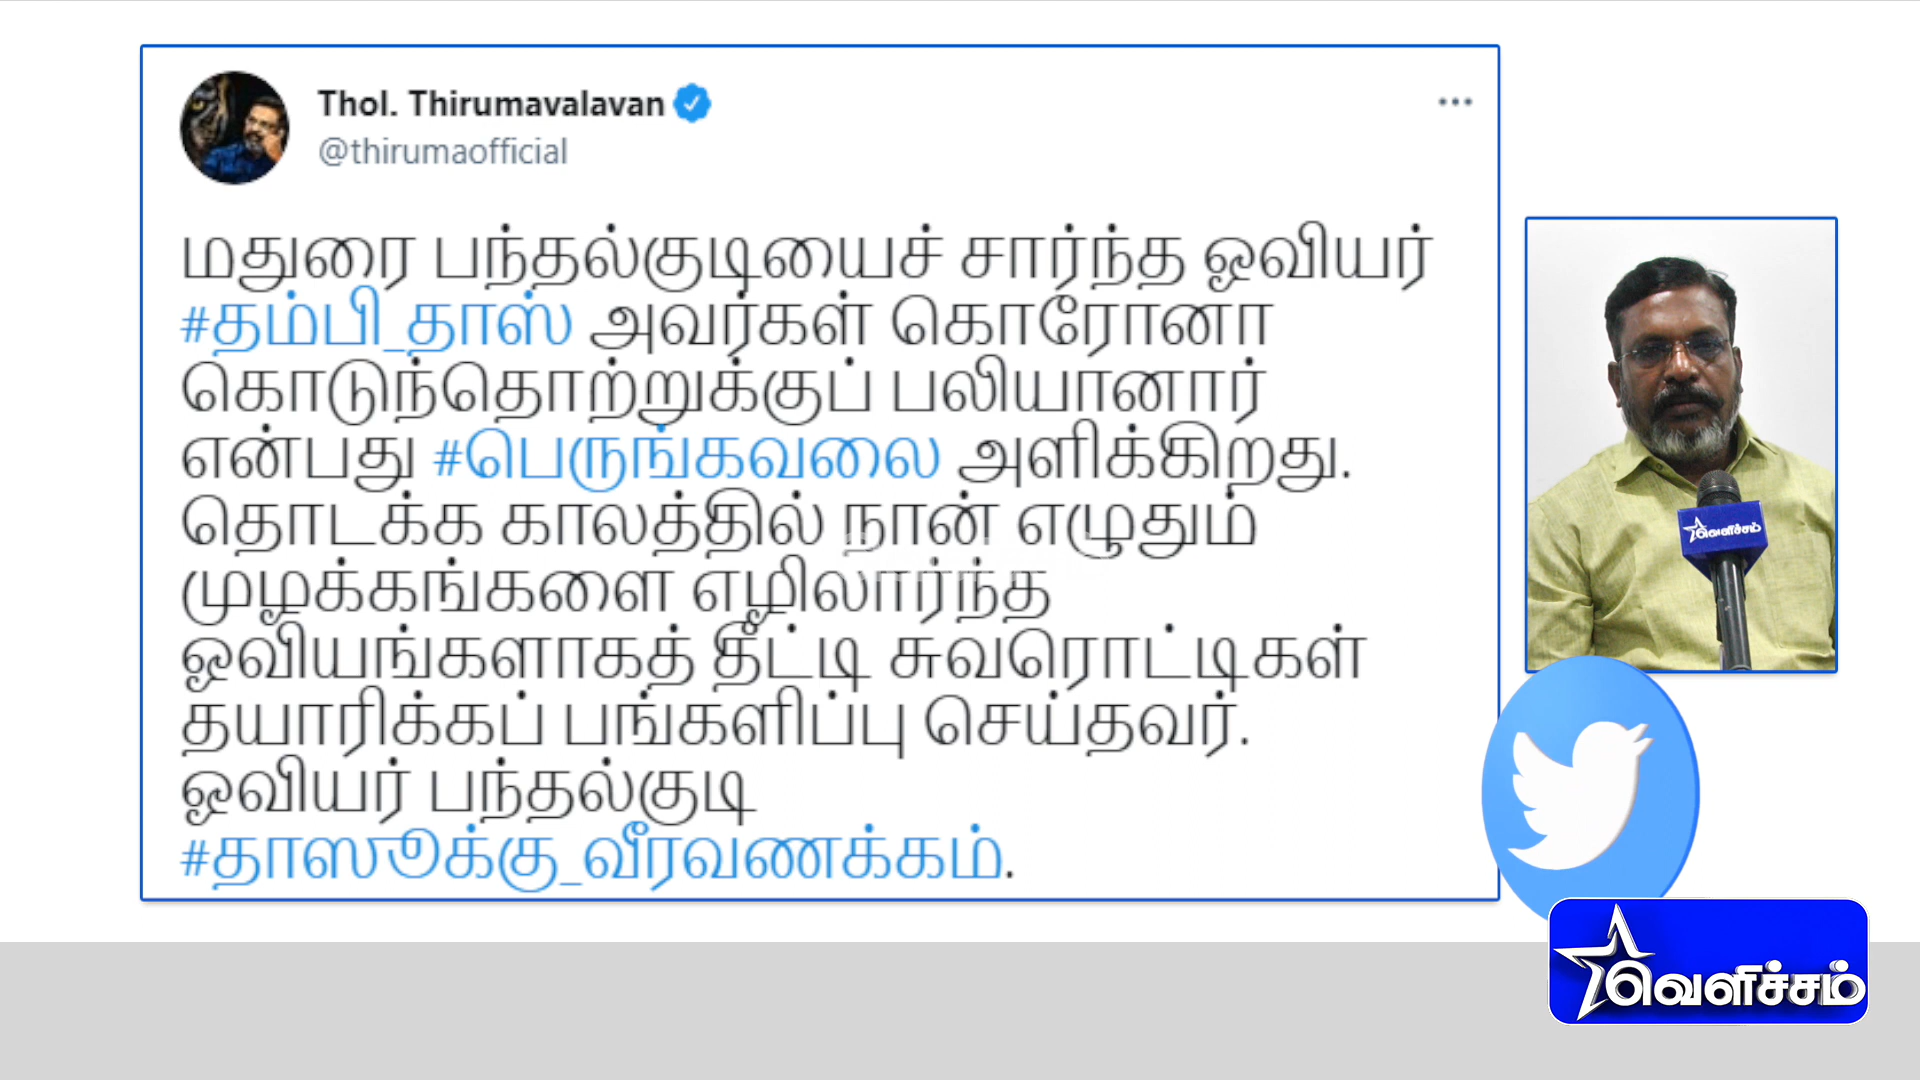 Thol. Thirumavalavan
@thirumaofficial
மதுரை பந்தல்குடியைச் சார்ந்த ஓவியர்
#தம்பி_தாஸ் அவர்கள் கொரோனா
கொடுந்தொற்றுக்குப் பலியானார்
என்பது #பெருங்கவலை அளிக்கிறது.
தொடக்க காலத்தில் நான் எழுதும்
முழக்கங்களை எழிலார்ந்த
ஓவியங்களாகத் தீட்டி சுவரொட்டிகள்
தயாரிக்கப் பங்களிப்பு செய்தவர்.
ஓவியர் பந்தல்குடி
#தாஸுக்கு_வீரவணக்கம்.
வெளிச்சம்
வெளிச்சம்